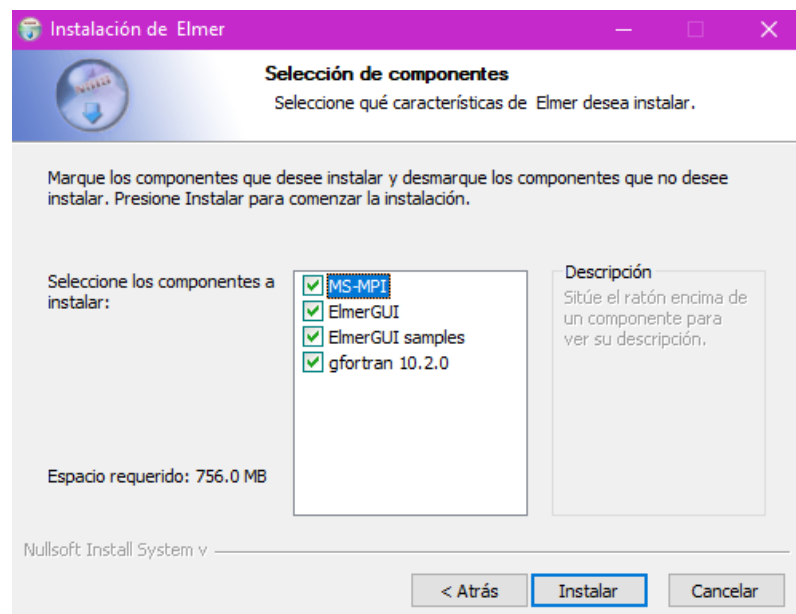 Instalación de Elmer
Selección de componentes
Seleccione qué características de Elmer desea instalar.
Marque los componentes que desee instalar y desmarque los componentes que no desee
instalar. Presione Instalar para comenzar la instalación.
Seleccione los componentes a
instalar:
MS-MPI
ElmerGUI
ElmerGUI samples
gfortran 10.2.0
Descripción
Sitúe el ratón encima de
un componente para
ver su descripción.
Espacio requerido: 756.0 MB
Nullsoft Install System v
< Atrás
Instalar
Cancelar